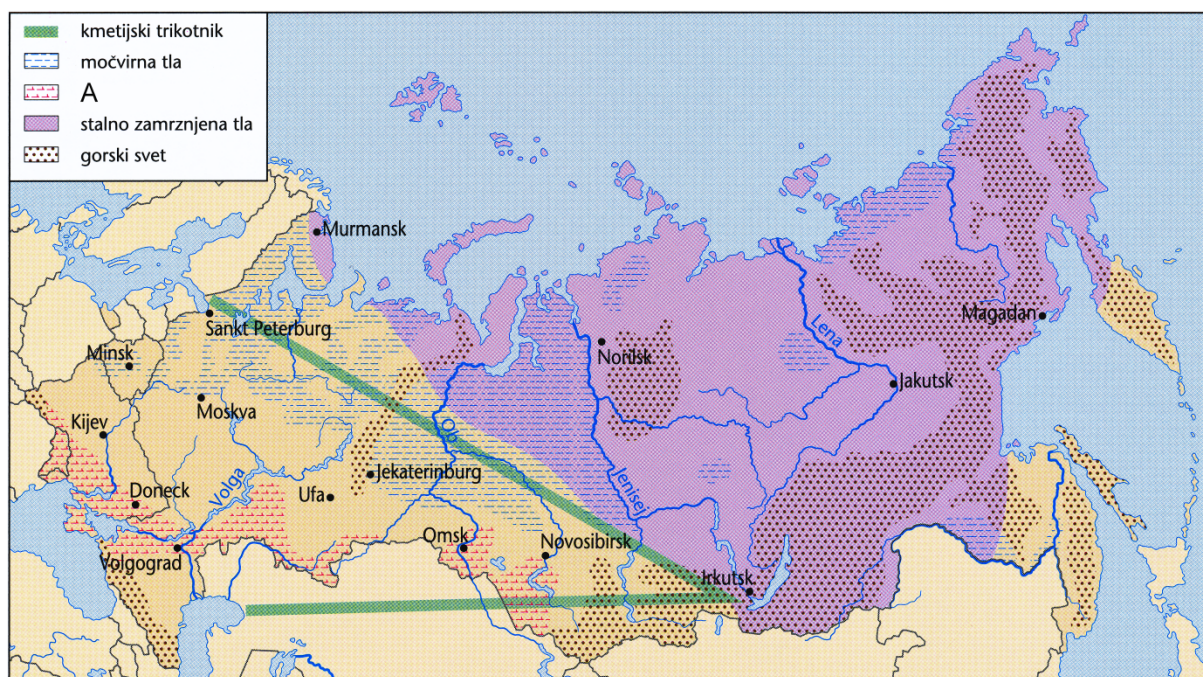 kmetijski trikotnik
močvirna tla
A
stalno zamrznjena tla
gorski svet
Murmansk
Sankt Peterburg
Minsk
Moskva
Kijev
Doneck
Volga
Volgograd
Ufa
Jekaterinburg
Ob
Omsk
Novosibirsk
Jenisej
Irkutsk
Norilsk
Lena
Jakutsk
Magadan